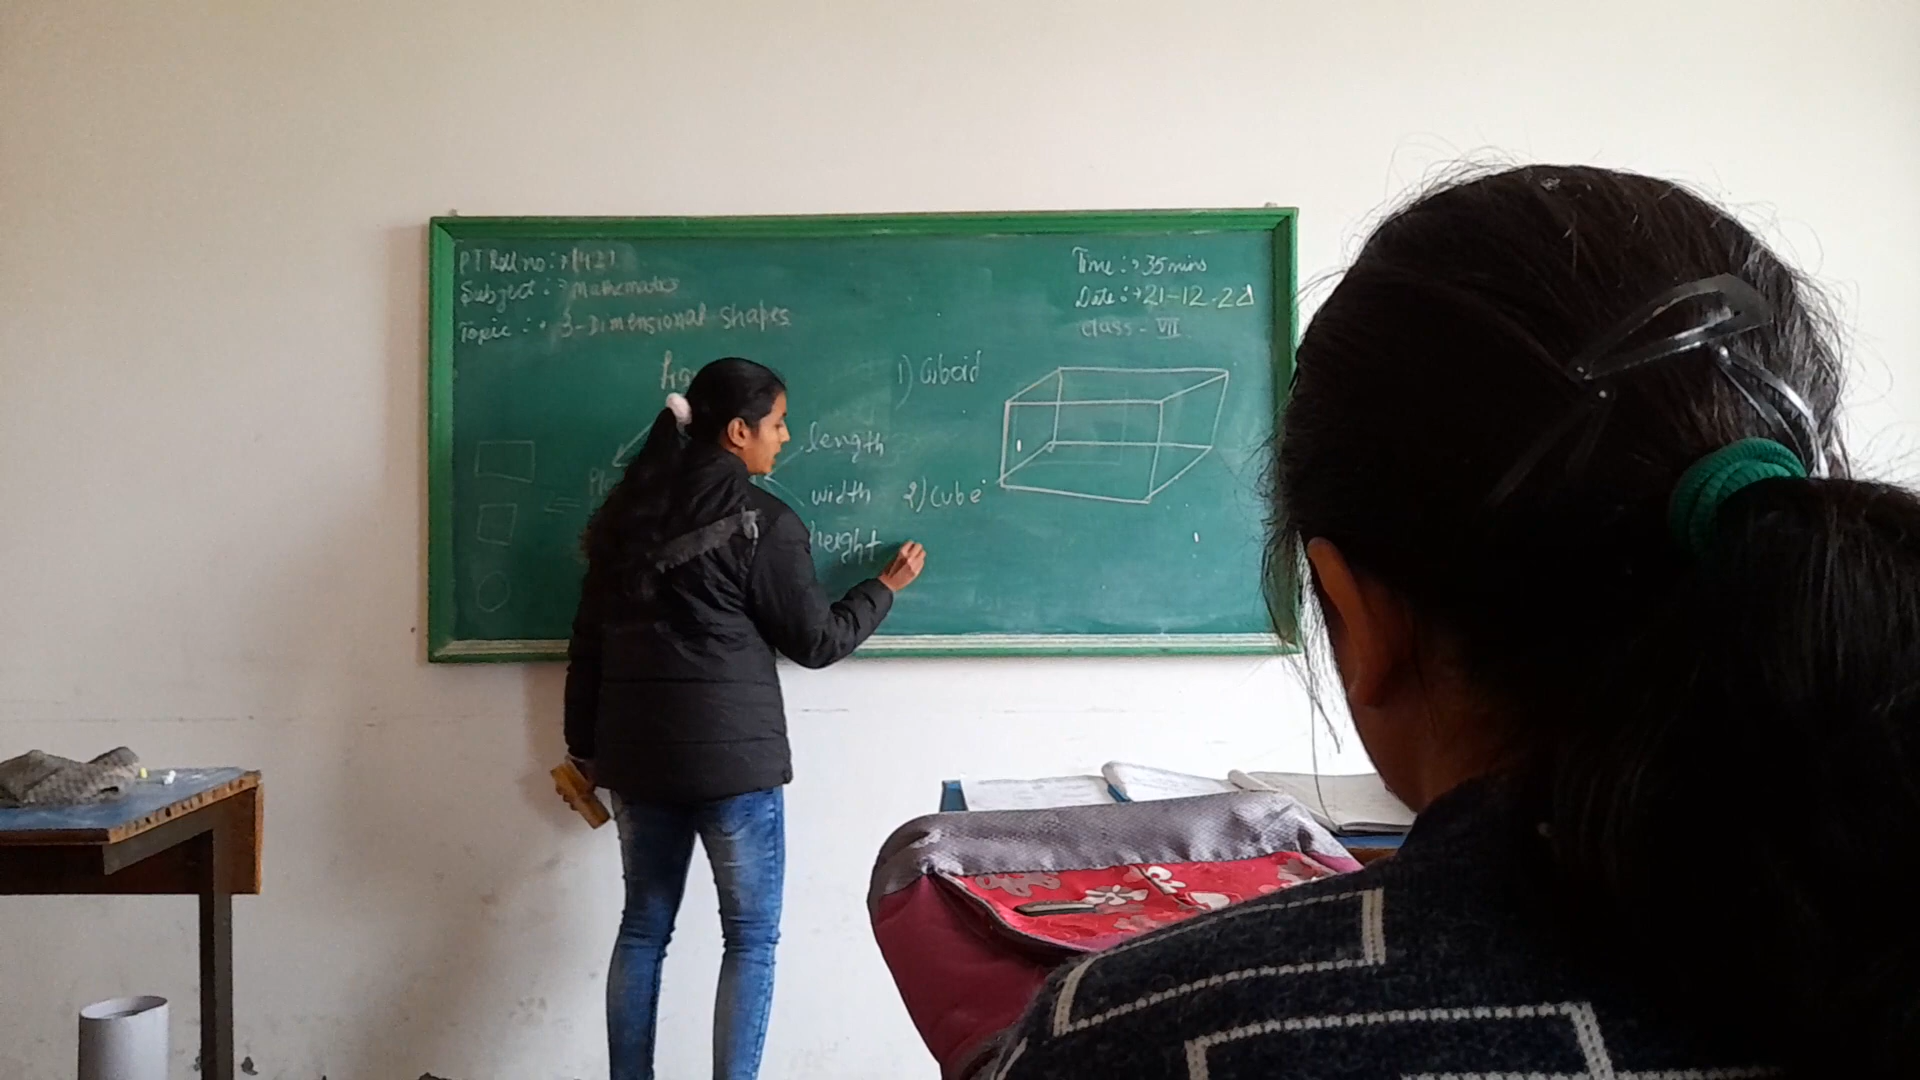 P T Roll no :→
Subject :→ Mathematics
Topic :→ 3-Dimensional shapes
Time :→ 35 mins
Date :→ 21-12-22
class - VII
length
width
height
1) Cuboid
2) cube